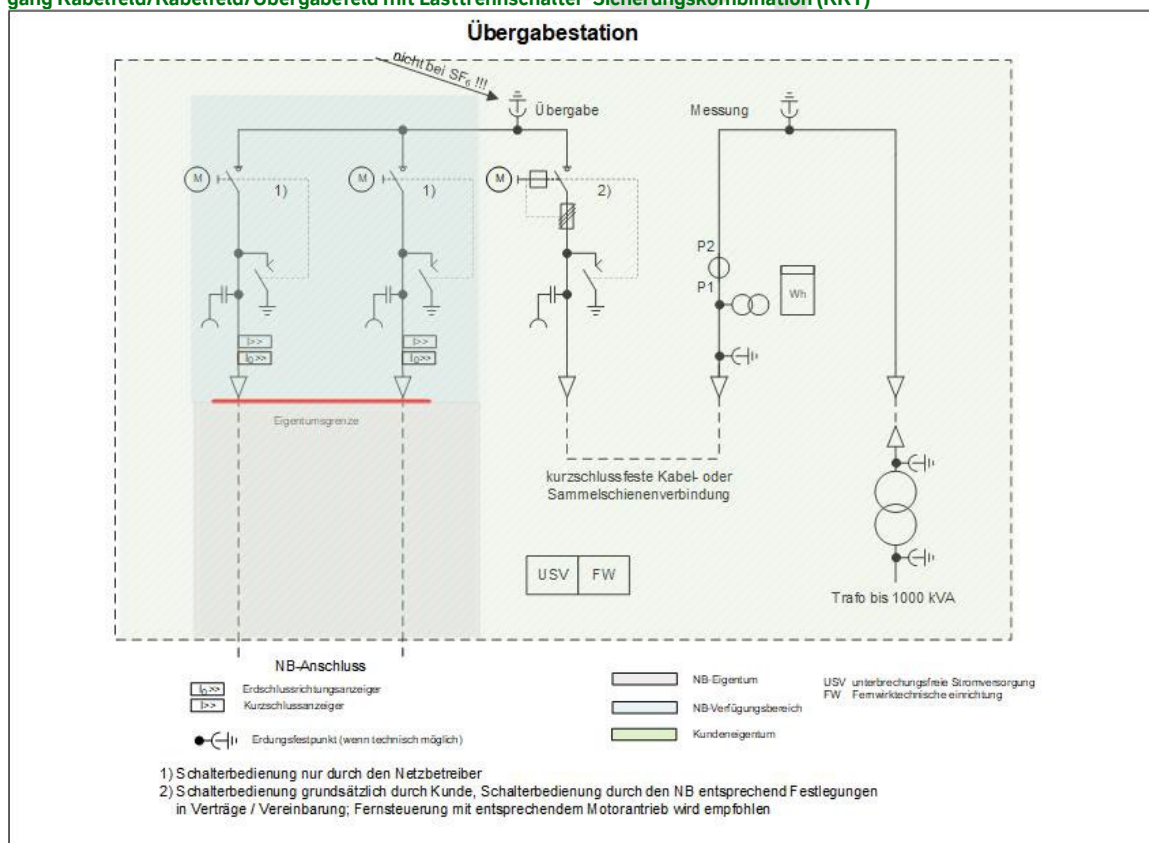 gang Kabelfeld/Kabelfeld/Übergabefeld mit Lasttrennschalter-Sicherungskombination (KKT)
Übergabestation
nicht bei SF₆ !!!
Übergabe
Messung
M
1)
M
1)
M
2)
P2
P1
Wh
I>>
I₀>>
I>>
I₀>>
Eigentumsgrenze
kurzschlussfeste Kabel- oder
Sammelschienenverbindung
USV FW
Trafo bis 1000 kVA
NB-Anschluss
I₀>> Erdschlussrichtungsanzeiger
I>> Kurzschlussanzeiger
Erdungsfestpunkt (wenn technisch möglich)
NB-Eigentum
NB-Verfügungsbereich
Kundeneigentum
USV unterbrechungsfreie Stromversorgung
FW Fernwirktechnische einrichtung
1) Schalterbedienung nur durch den Netzbetreiber
2) Schalterbedienung grundsätzlich durch Kunde, Schalterbedienung durch den NB entsprechend Festlegungen
in Verträge / Vereinbarung; Fernsteuerung mit entsprechendem Motorantrieb wird empfohlen